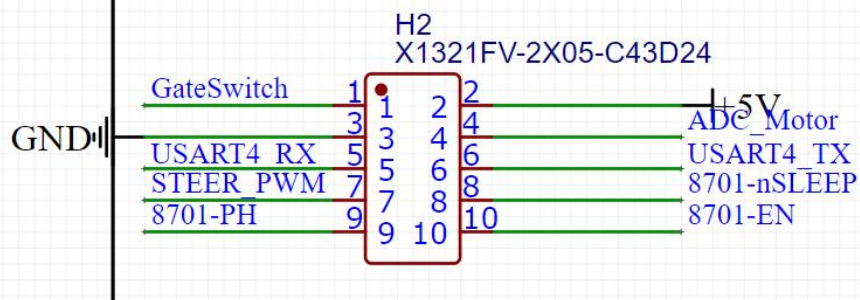 H2
X1321FV-2X05-C43D24
GateSwitch 1 1 2 2 +5V
GND 3 3 4 4 ADC_Motor
USART4_RX 5 5 6 6 USART4_TX
STEER_PWM 7 7 8 8 8701-nSLEEP
8701-PH 9 9 10 10 8701-EN